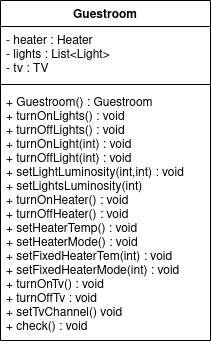 Guestroom
- heater : Heater
- lights : List<Light>
- tv : TV
+ Guestroom() : Guestroom
+ turnOnLights() : void
+ turnOffLights() : void
+ turnOnLight(int) : void
+ turnOffLight(int) : void
+ setLightLuminosity(int,int) : void
+ setLightsLuminosity(int)
+ turnOnHeater() : void
+ turnOffHeater() : void
+ setHeaterTemp() : void
+ setHeaterMode() : void
+ setFixedHeaterTem(int) : void
+ setFixedHeaterMode(int) : void
+ turnOnTv() : void
+ turnOffTv : void
+ setTvChannel() void
+ check() : void